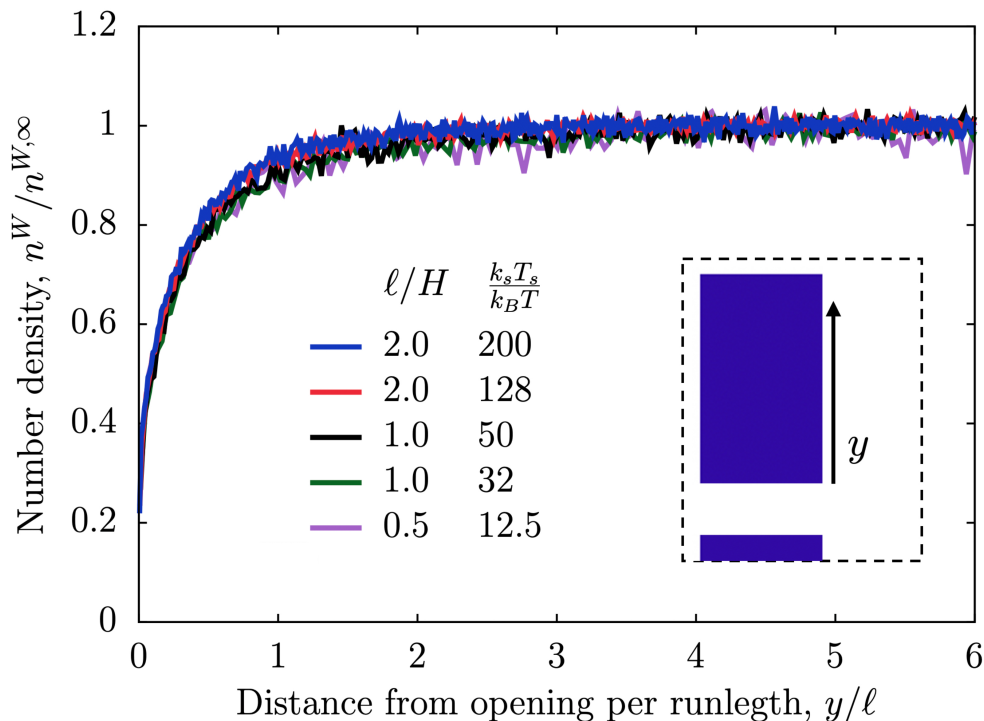 1.2
1
0.8
0.6
0.4
0.2
0
Number density, n^W/n^{W,∞}
ℓ/H k_sT_s/k_BT
2.0 200
2.0 128
1.0 50
1.0 32
0.5 12.5
y
0 1 2 3 4 5 6
Distance from opening per runlegth, y/ℓ